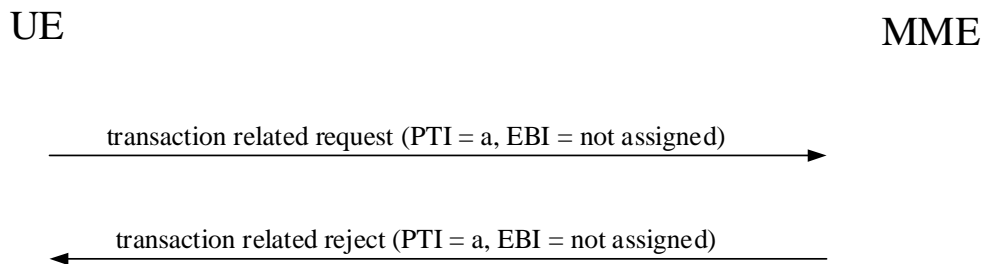 UE
MME
transaction related request (PTI = a, EBI = not assigned)
transaction related reject (PTI = a, EBI = not assigned)